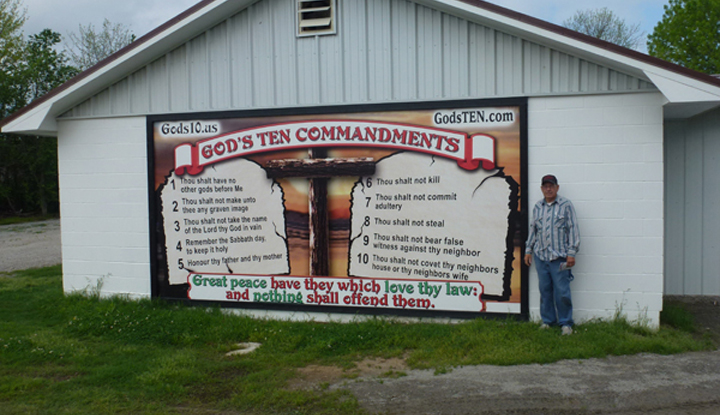 Gods10.us
GodsTEN.com
GOD'S TEN COMMANDMENTS
1 Thou shalt have no
other gods before Me
2 Thou shalt not make unto
thee any graven image
3 Thou shalt not take the name
of the Lord thy God in vain
4 Remember the Sabbath day,
to keep it holy
5 Honour thy father and thy mother
6 Thou shalt not kill
7 Thou shalt not commit
adultery
8 Thou shalt not steal
9 Thou shalt not bear false
witness against thy neighbor
10 Thou shalt not covet thy neighbors
house or thy neighbors wife
Great peace have they which love thy law:
and nothing shall offend them.